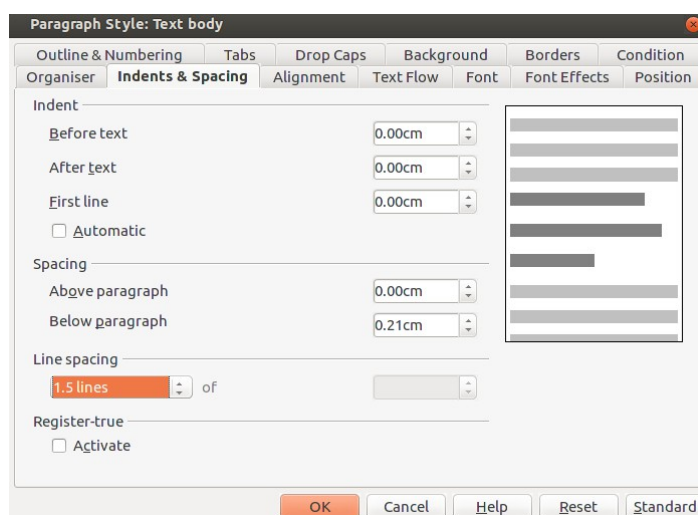 Paragraph Style: Text body
Outline & Numbering Tabs Drop Caps Background Borders Condition
Organiser Indents & Spacing Alignment Text Flow Font Font Effects Position
Indent
Before text 0.00cm
After text 0.00cm
First line 0.00cm
Automatic
Spacing
Above paragraph 0.00cm
Below paragraph 0.21cm
Line spacing
1.5 lines of
Register-true
Activate
OK Cancel Help Reset Standard